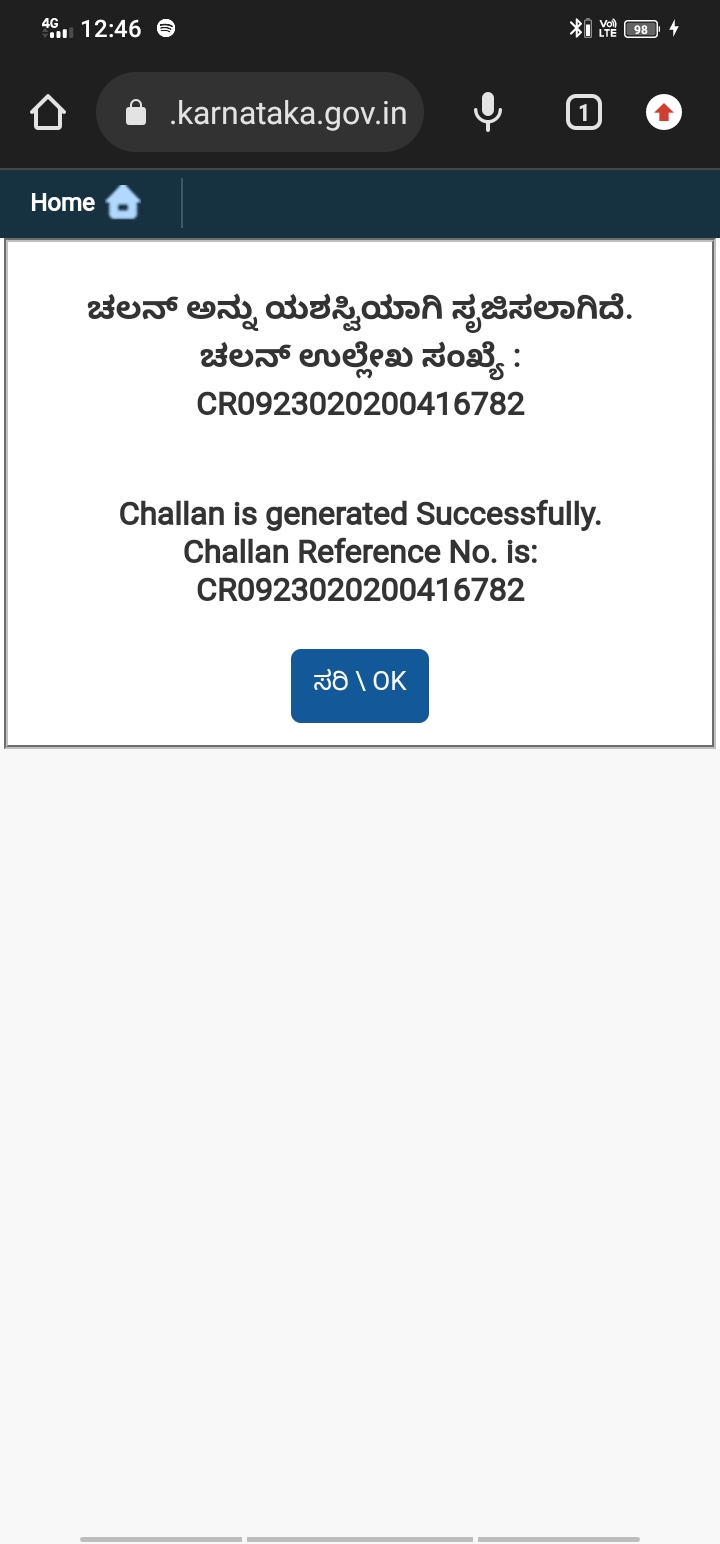 4G 12:46 Vo)) LTE 98
.karnataka.gov.in 1
Home
ಚಲನ್ ಅನ್ನು ಯಶಸ್ವಿಯಾಗಿ ಸೃಜಿಸಲಾಗಿದೆ.
ಚಲನ್ ಉಲ್ಲೇಖ ಸಂಖ್ಯೆ :
CR0923020200416782
Challan is generated Successfully.
Challan Reference No. is:
CR0923020200416782
ಸರಿ \ OK